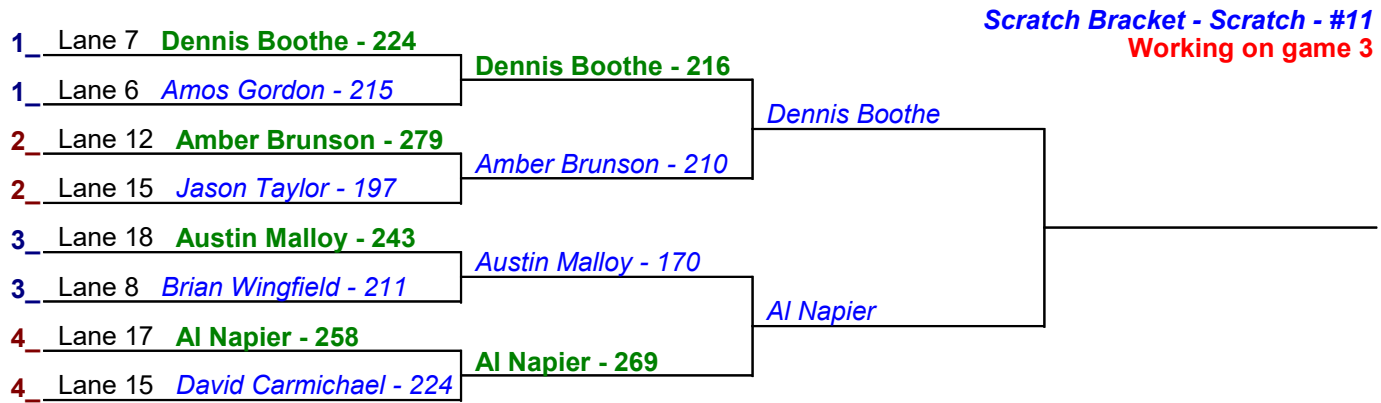 Scratch Bracket - Scratch - #11
Working on game 3
1_ Lane 7 Dennis Boothe - 224
Dennis Boothe - 216
1_ Lane 6 Amos Gordon - 215
Dennis Boothe
2_ Lane 12 Amber Brunson - 279
Amber Brunson - 210
2_ Lane 15 Jason Taylor - 197
3_ Lane 18 Austin Malloy - 243
Austin Malloy - 170
3_ Lane 8 Brian Wingfield - 211
Al Napier
4_ Lane 17 Al Napier - 258
Al Napier - 269
4_ Lane 15 David Carmichael - 224